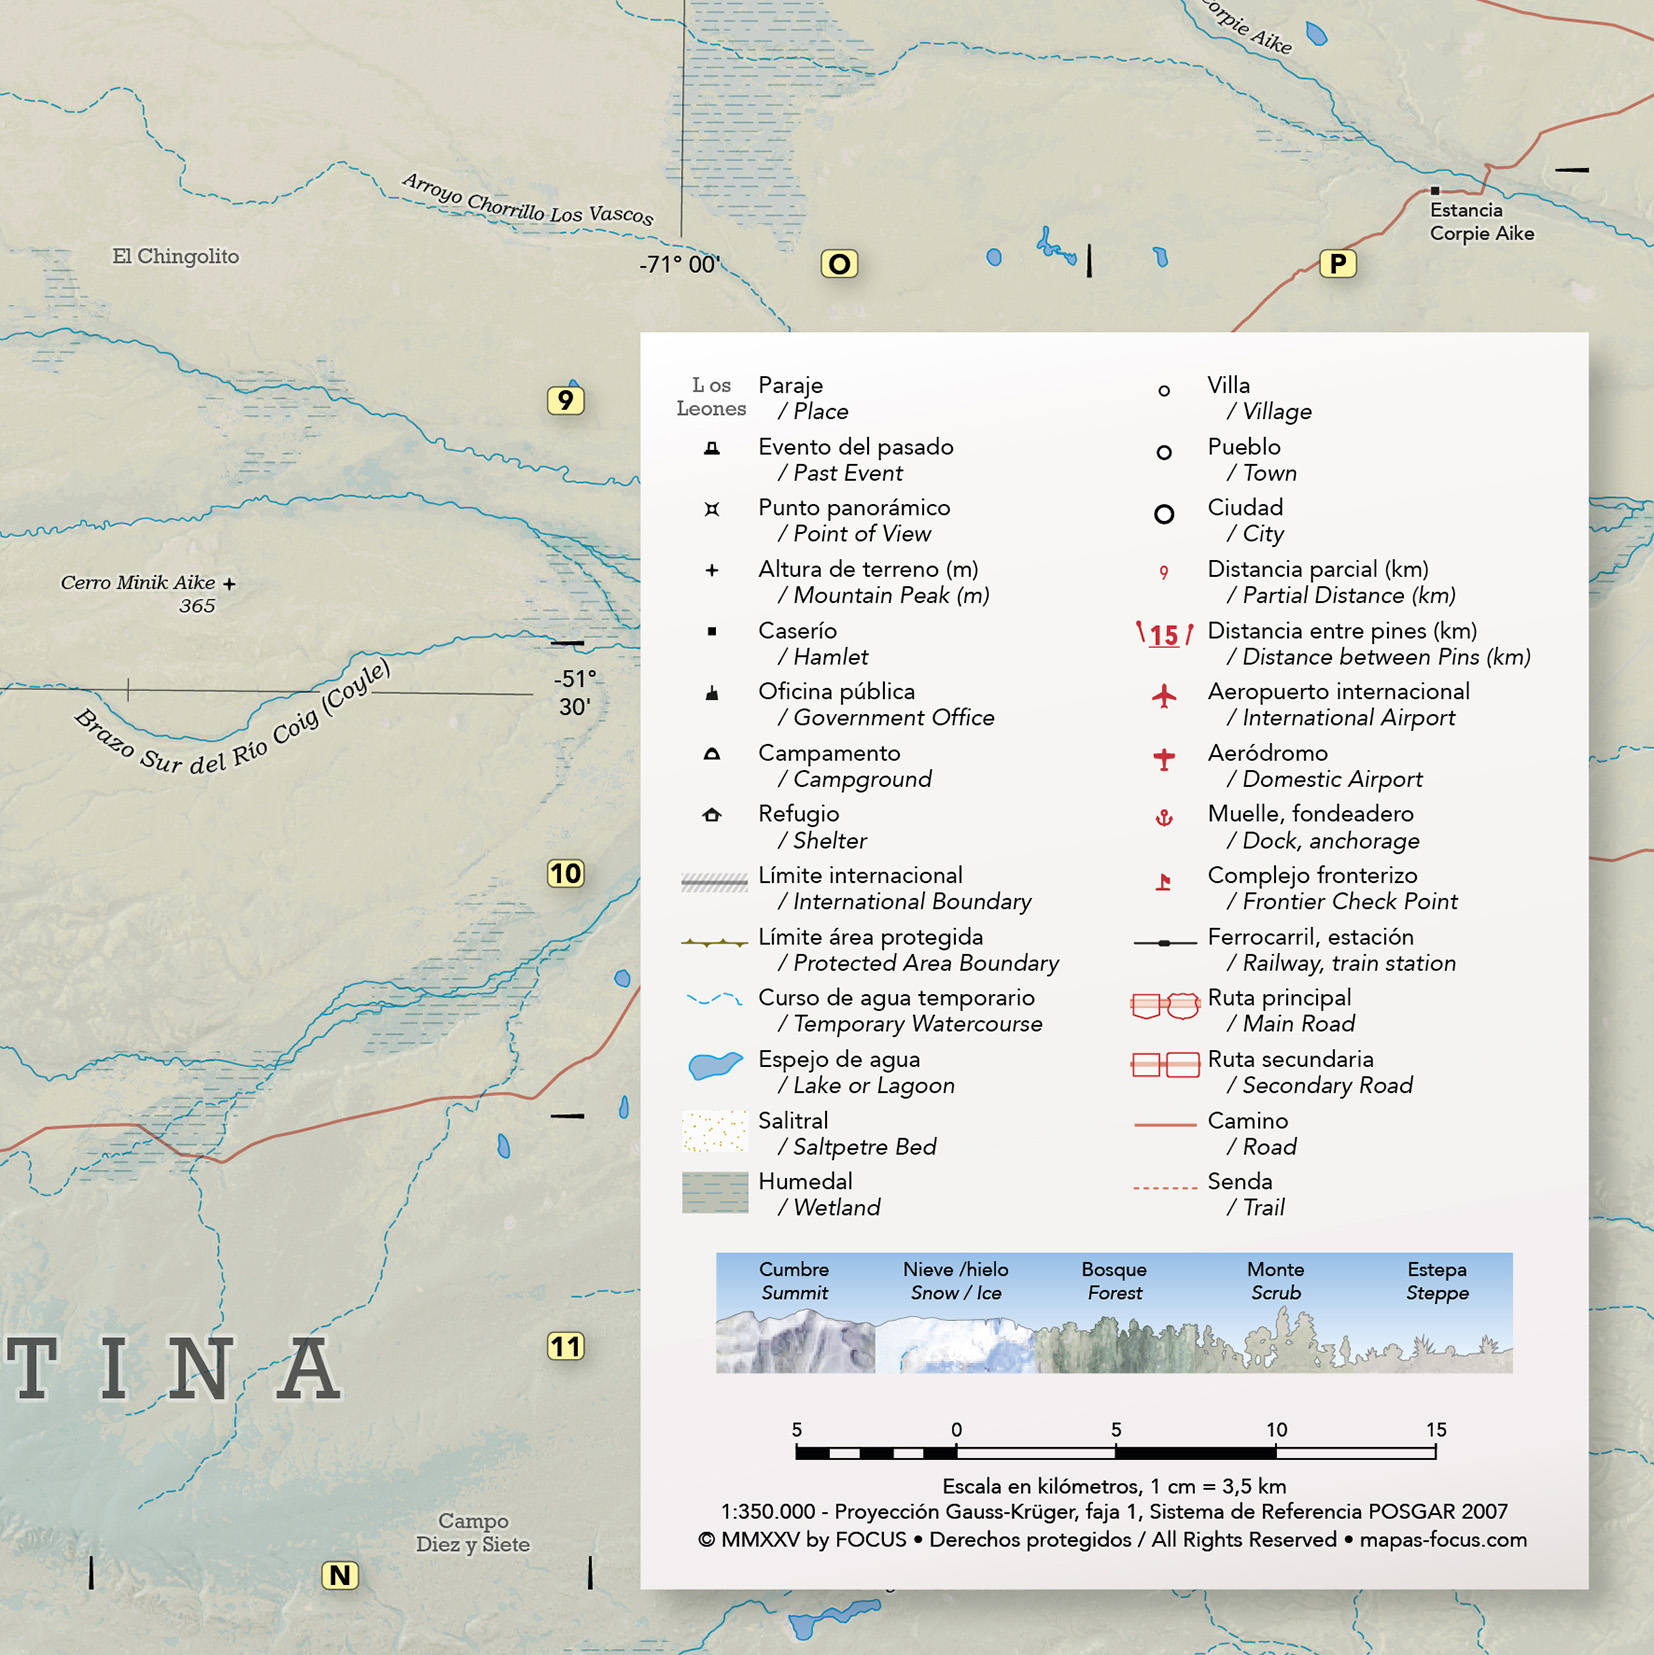 Corpie Aike
Arroyo Chorrillo Los Vascos
Estancia
Corpie Aike
El Chingolito
-71° 00'
O
P
9
Cerro Minik Aike
365
-51°
30'
Brazo Sur del Río Coig (Coyle)
10
11
TINA
Campo
Diez y Siete
N
Los
Leones
Paraje
/ Place
Evento del pasado
/ Past Event
Punto panorámico
/ Point of View
Altura de terreno (m)
/ Mountain Peak (m)
Caserío
/ Hamlet
Oficina pública
/ Government Office
Campamento
/ Campground
Refugio
/ Shelter
Límite internacional
/ International Boundary
Límite área protegida
/ Protected Area Boundary
Curso de agua temporario
/ Temporary Watercourse
Espejo de agua
/ Lake or Lagoon
Salitral
/ Saltpetre Bed
Humedal
/ Wetland
Villa
/ Village
Pueblo
/ Town
Ciudad
/ City
9
Distancia parcial (km)
/ Partial Distance (km)
15
Distancia entre pines (km)
/ Distance between Pins (km)
Aeropuerto internacional
/ International Airport
Aeródromo
/ Domestic Airport
Muelle, fondeadero
/ Dock, anchorage
Complejo fronterizo
/ Frontier Check Point
Ferrocarril, estación
/ Railway, train station
Ruta principal
/ Main Road
Ruta secundaria
/ Secondary Road
Camino
/ Road
Senda
/ Trail
Cumbre
Summit
Nieve /hielo
Snow / Ice
Bosque
Forest
Monte
Scrub
Estepa
Steppe
5 0 5 10 15
Escala en kilómetros, 1 cm = 3,5 km
1:350.000 - Proyección Gauss-Krüger, faja 1, Sistema de Referencia POSGAR 2007
© MMXXV by FOCUS • Derechos protegidos / All Rights Reserved • mapas-focus.com